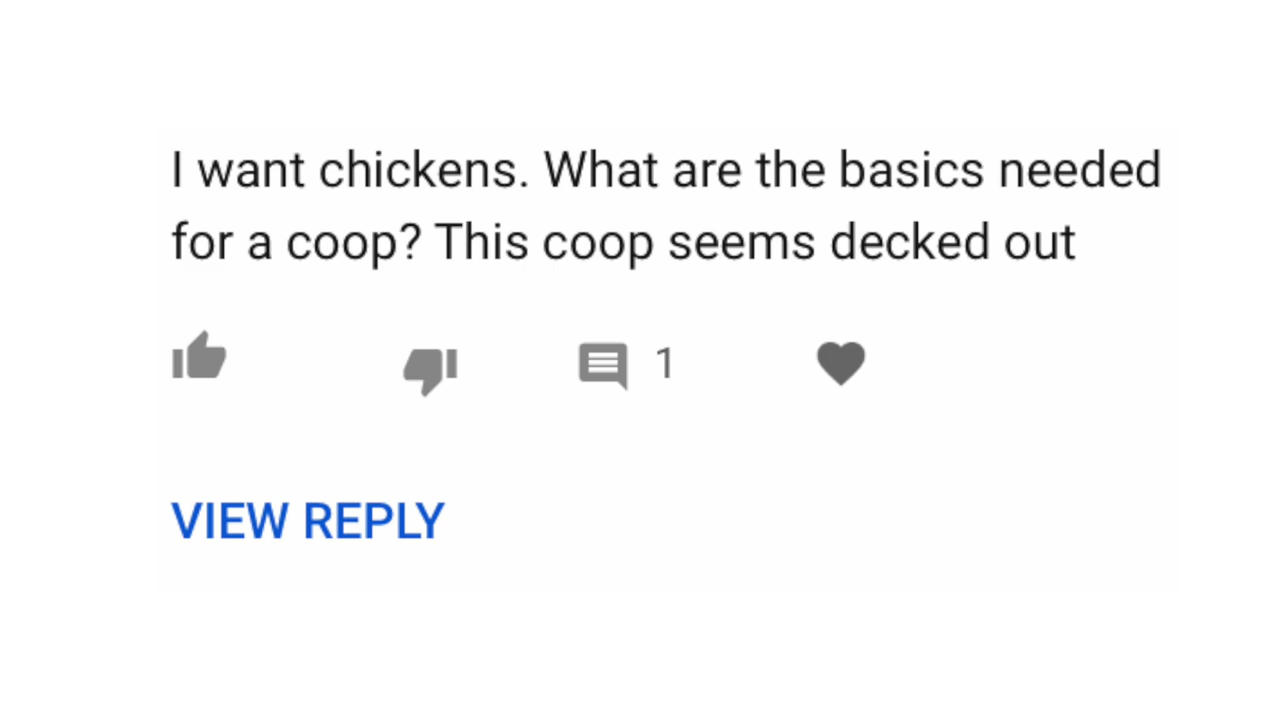 I want chickens. What are the basics needed
for a coop? This coop seems decked out
1
VIEW REPLY